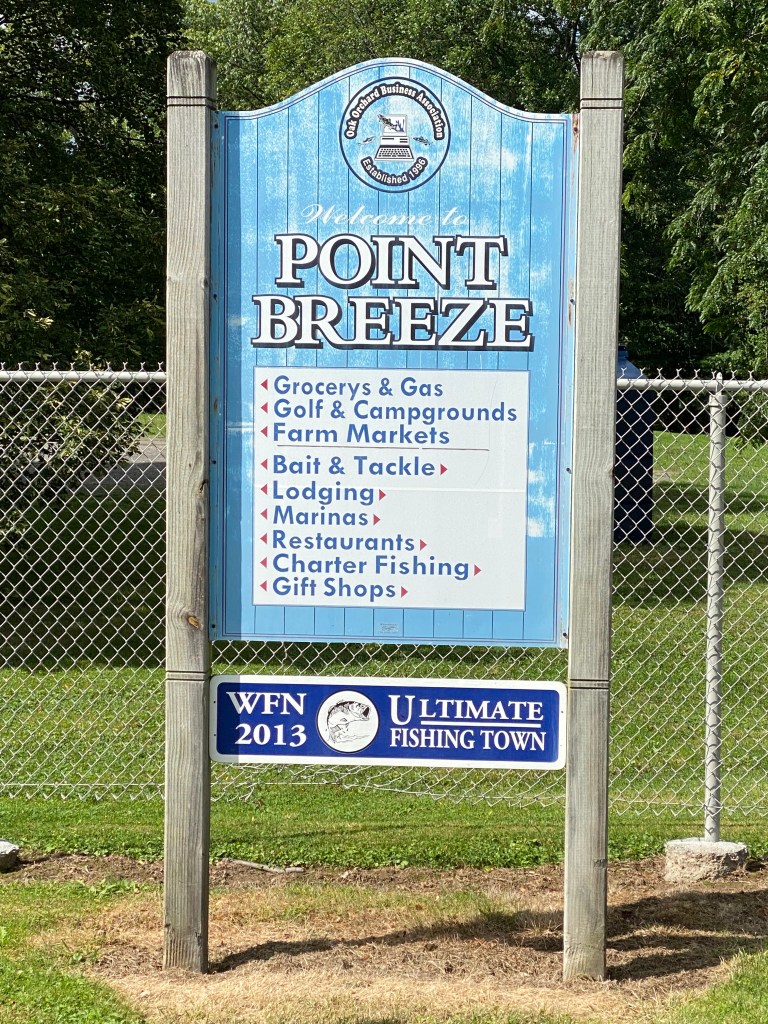 Oak Orchard Business Association
Established 1996
Welcome to
POINT
BREEZE
Grocerys & Gas
Golf & Campgrounds
Farm Markets
Bait & Tackle
Lodging
Marinas
Restaurants
Charter Fishing
Gift Shops
WFN
2013
ULTIMATE
FISHING TOWN